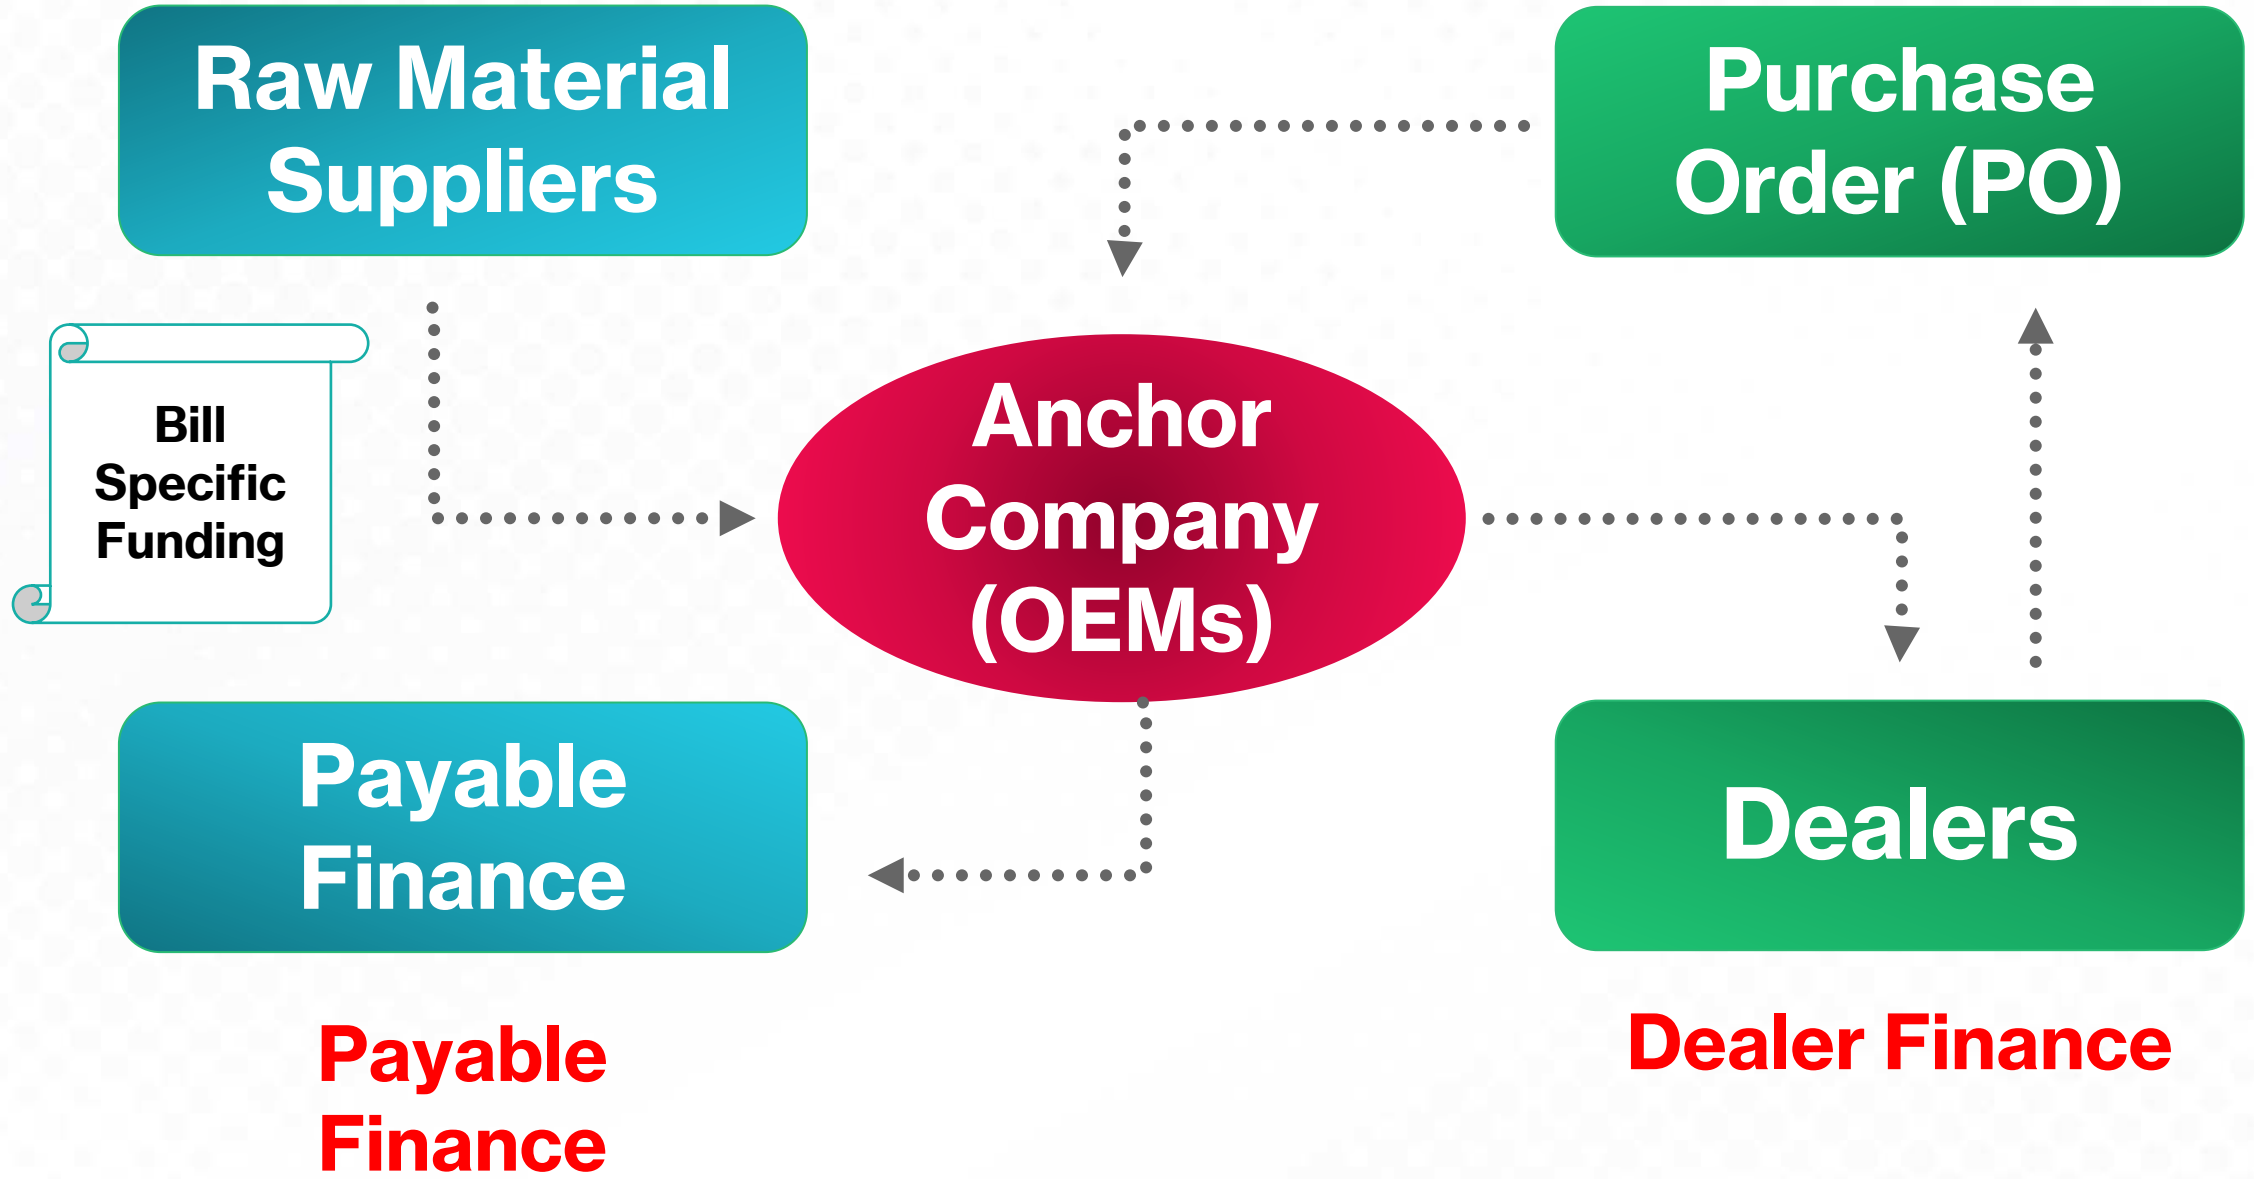 Raw Material
Suppliers
Purchase
Order (PO)
Bill
Specific
Funding
Anchor
Company
(OEMs)
Payable
Finance
Dealers
Payable
Finance
Dealer Finance